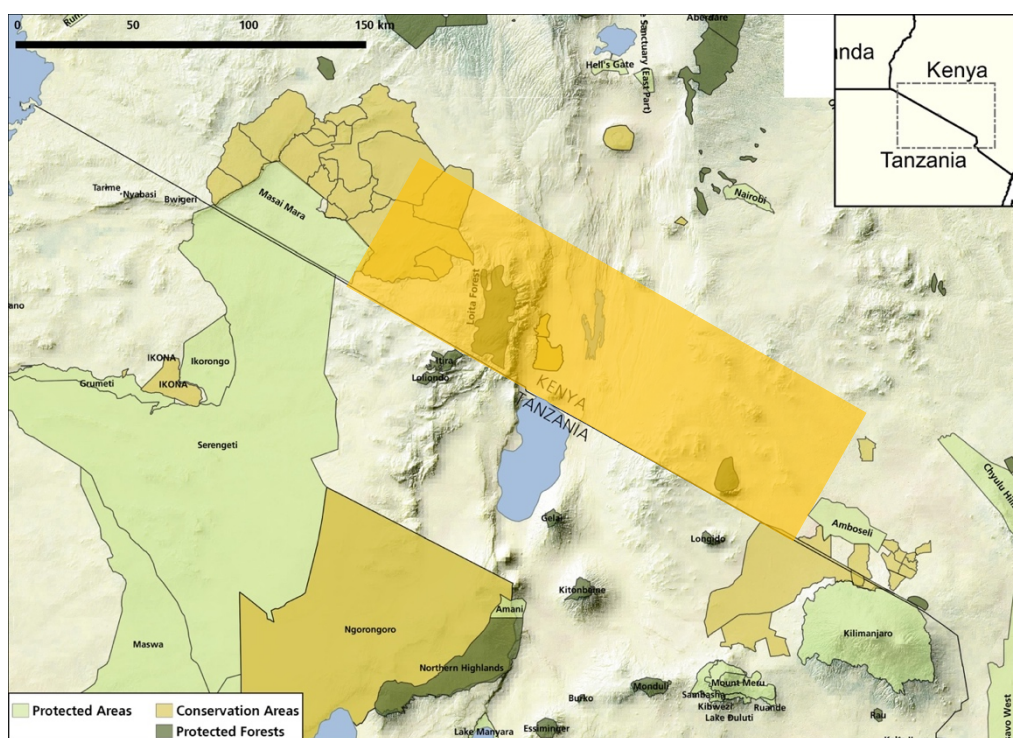 0
50
100
150 km
Hell's Gate
Sanctuary (East Part)
Aberdare
nda
Kenya
Tanzania
Tarime
Nyabasi
Bwigeri
Masai Mara
Nairobi
Loita Forest
IKONA
Ikorongo
IKONA
Grumeti
Itira
Loliondo
KENYA
TANZANIA
Serengeti
Chyulu Hill
Gelai
Longido
Amboseli
Kitonbeine
Amani
Ngorongoro
Maswa
Kilimanjaro
Northern Highlands
Burko
Monduli
Mount Meru
Sambasha
Kibwezi
Ruande
Lake Duluti
Rau
Essiminger
Lake Manyara
avo West
Protected Areas
Conservation Areas
Protected Forests